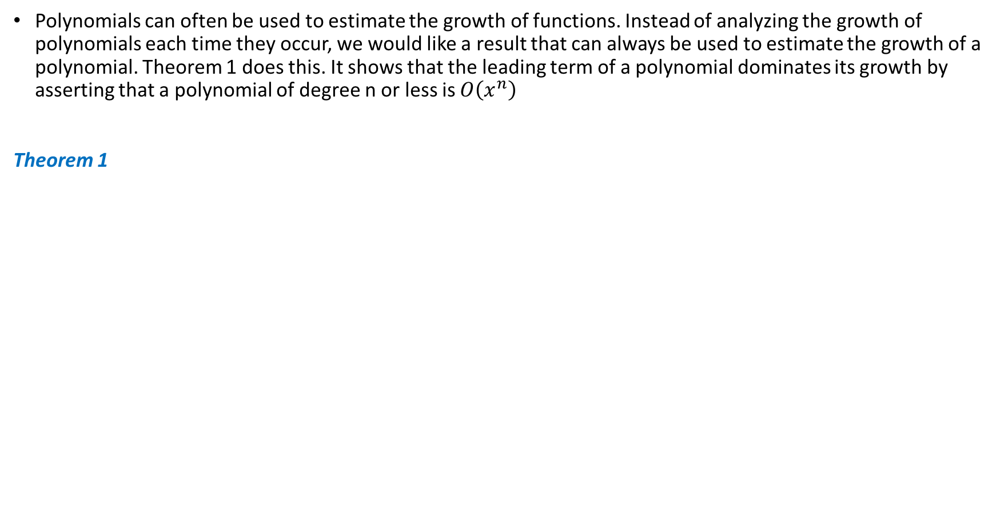 • Polynomials can often be used to estimate the growth of functions. Instead of analyzing the growth of
polynomials each time they occur, we would like a result that can always be used to estimate the growth of a
polynomial. Theorem 1 does this. It shows that the leading term of a polynomial dominates its growth by
asserting that a polynomial of degree n or less is 𝑂(𝑥ⁿ)
Theorem 1